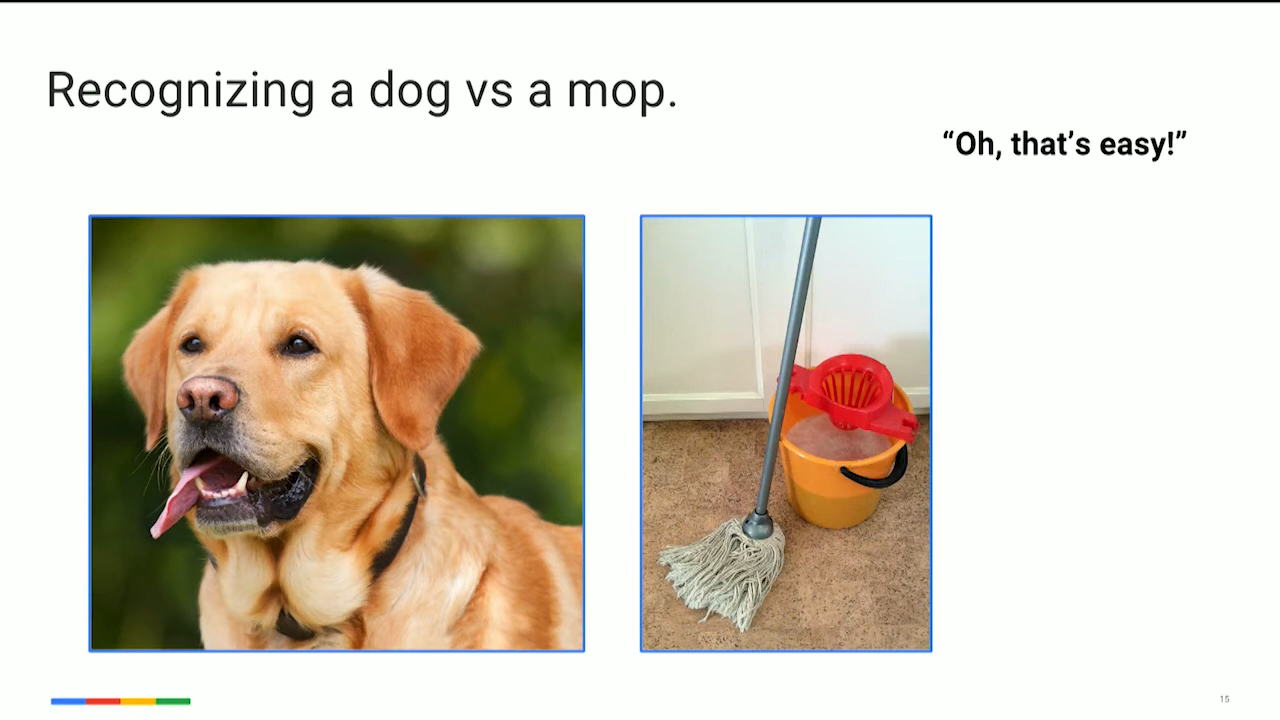 Recognizing a dog vs a mop.
“Oh, that’s easy!”
15